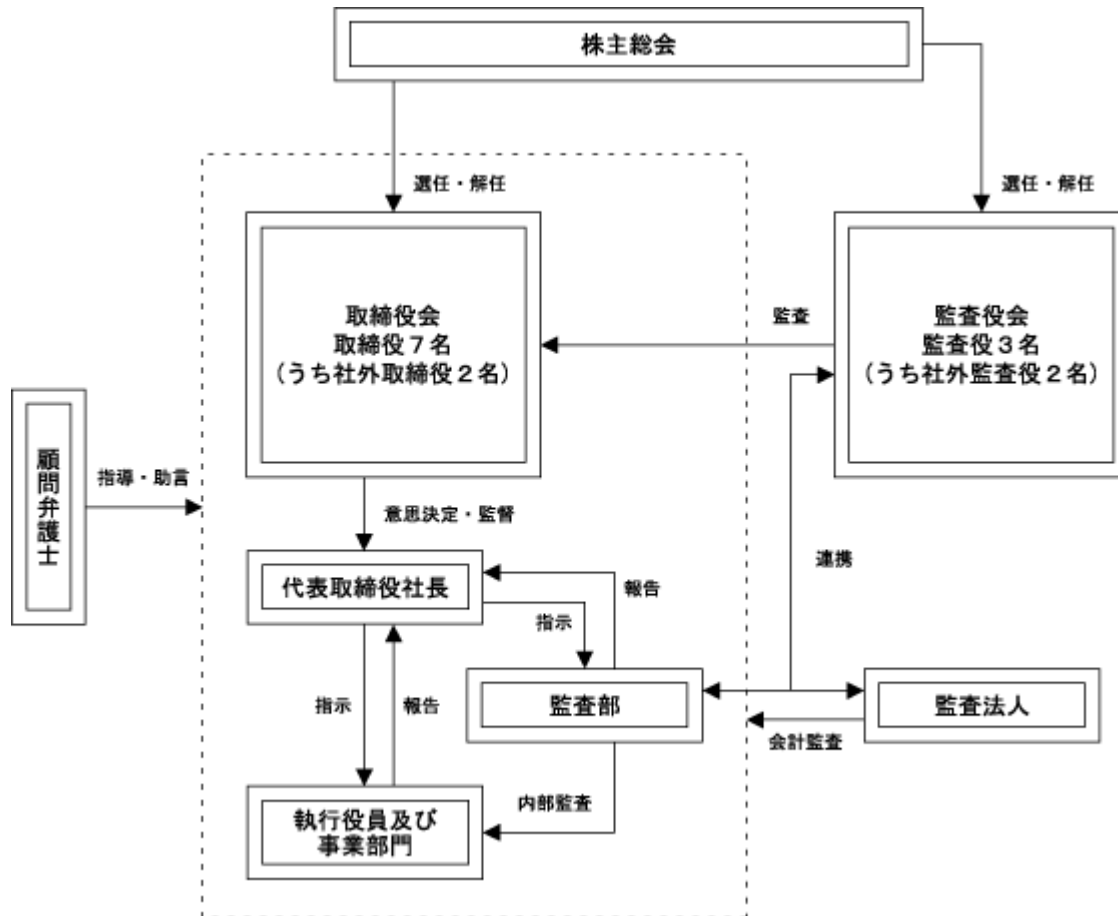 株主総会
選任・解任
選任・解任
取締役会
取締役７名
（うち社外取締役２名）
監査
監査役会
監査役３名
（うち社外監査役２名）
顧問弁護士
指導・助言
意思決定・監督
代表取締役社長
報告
指示
連携
指示
報告
監査部
監査法人
会計監査
内部監査
執行役員及び
事業部門